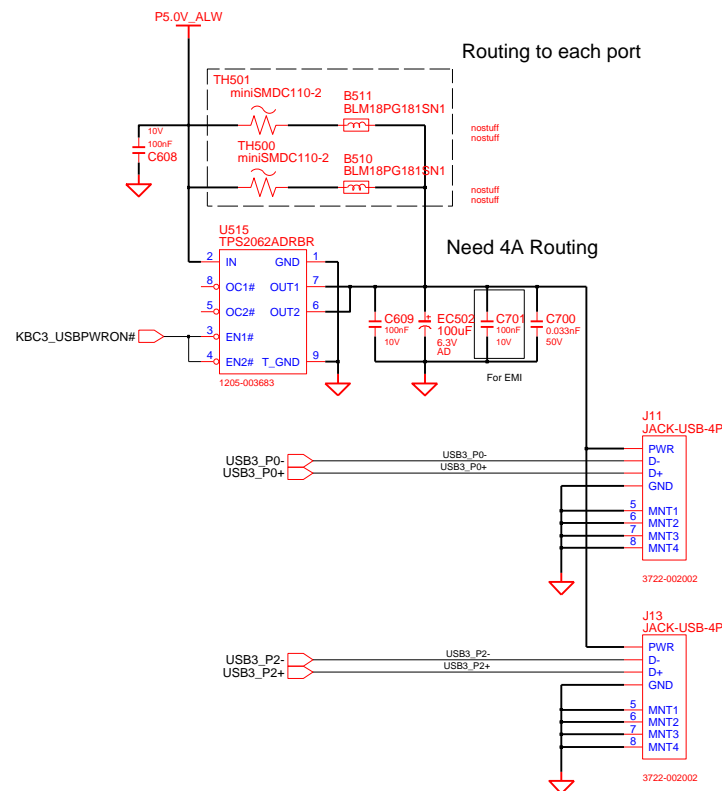 P5.0V_ALW
Routing to each port
TH501
miniSMDC110-2
B511
BLM18PG181SN1
nostuff
nostuff
10V
100nF
C608
TH500
miniSMDC110-2
B510
BLM18PG181SN1
nostuff
nostuff
U515
TPS2062ADRBR
Need 4A Routing
2 IN GND 1
8 OC1# OUT1 7
5 OC2# OUT2 6
KBC3_USBPWRON# 3 EN1#
4 EN2# T_GND 9
1205-003683
C609
100nF
10V
EC502
100uF
6.3V
AD
C701
100nF
10V
C700
0.033nF
50V
For EMI
J11
JACK-USB-4P
PWR
USB3_P0- USB3_P0- D-
USB3_P0+ USB3_P0+ D+
GND
5 MNT1
6 MNT2
7 MNT3
8 MNT4
3722-002002
J13
JACK-USB-4P
PWR
USB3_P2- USB3_P2- D-
USB3_P2+ USB3_P2+ D+
GND
5 MNT1
6 MNT2
7 MNT3
8 MNT4
3722-002002